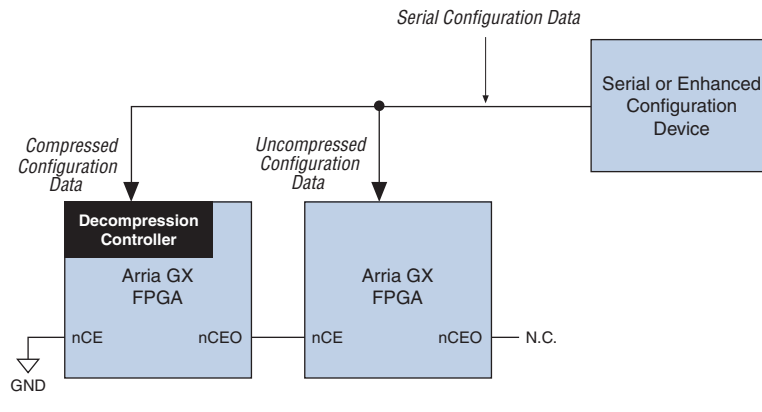 Serial Configuration Data
Serial or Enhanced
Configuration
Device
Compressed
Configuration
Data
Uncompressed
Configuration
Data
Decompression
Controller
Arria GX
FPGA
Arria GX
FPGA
nCE
nCEO
nCE
nCEO
N.C.
GND